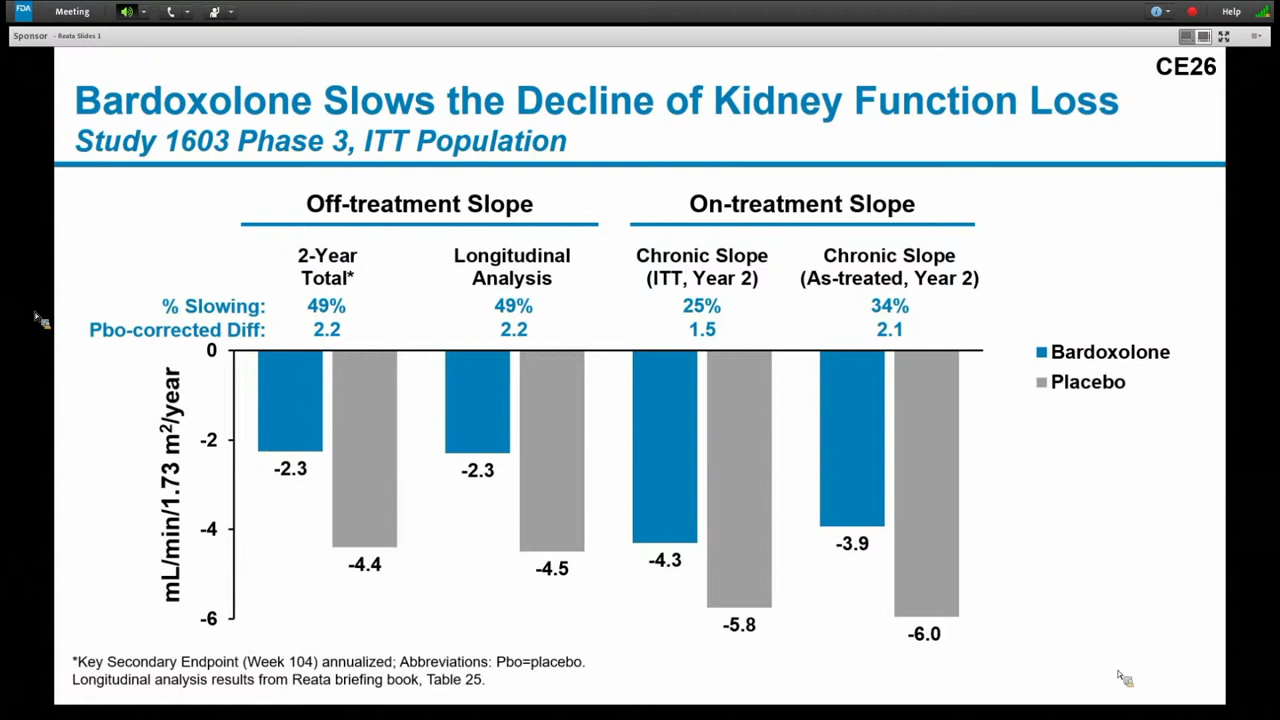 FDA
Meeting
Help
Sponsor - Reata Slides 1
CE26
Bardoxolone Slows the Decline of Kidney Function Loss
Study 1603 Phase 3, ITT Population
Off-treatment Slope
On-treatment Slope
2-Year
Total*
Longitudinal
Analysis
Chronic Slope
(ITT, Year 2)
Chronic Slope
(As-treated, Year 2)
% Slowing: 49% 49% 25% 34%
Pbo-corrected Diff: 2.2 2.2 1.5 2.1
0
-2
-4
-6
mL/min/1.73 m²/year
-2.3
-4.4
-2.3
-4.5
-4.3
-5.8
-3.9
-6.0
Bardoxolone
Placebo
*Key Secondary Endpoint (Week 104) annualized; Abbreviations: Pbo=placebo.
Longitudinal analysis results from Reata briefing book, Table 25.